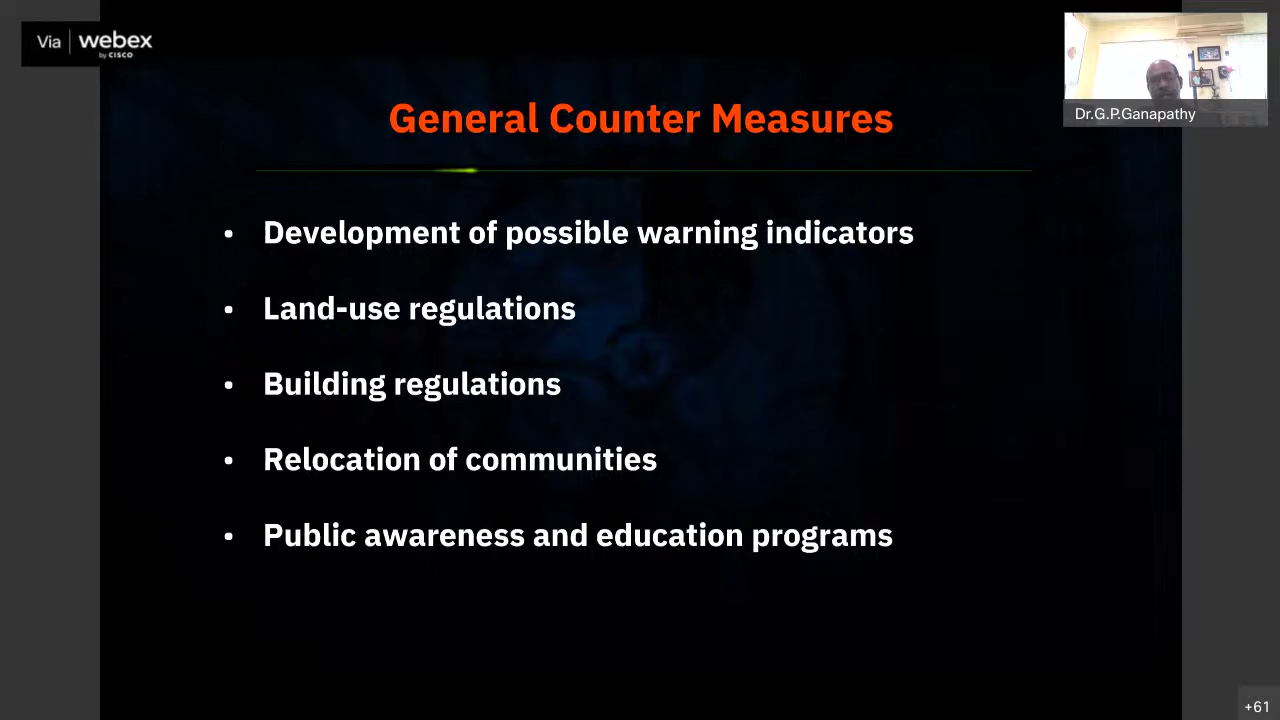 Via webex
by CISCO
Dr.G.P.Ganapathy
General Counter Measures
• Development of possible warning indicators
• Land-use regulations
• Building regulations
• Relocation of communities
• Public awareness and education programs
+61